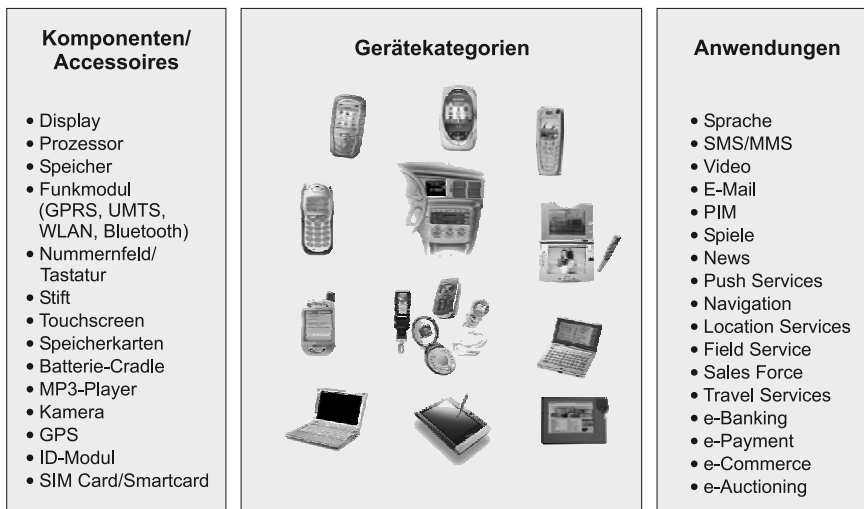 Komponenten/
Accessoires
• Display
• Prozessor
• Speicher
• Funkmodul
(GPRS, UMTS,
WLAN, Bluetooth)
• Nummernfeld/
Tastatur
• Stift
• Touchscreen
• Speicherkarten
• Batterie-Cradle
• MP3-Player
• Kamera
• GPS
• ID-Modul
• SIM Card/Smartcard
Gerätekategorien
Anwendungen
• Sprache
• SMS/MMS
• Video
• E-Mail
• PIM
• Spiele
• News
• Push Services
• Navigation
• Location Services
• Field Service
• Sales Force
• Travel Services
• e-Banking
• e-Payment
• e-Commerce
• e-Auctioning